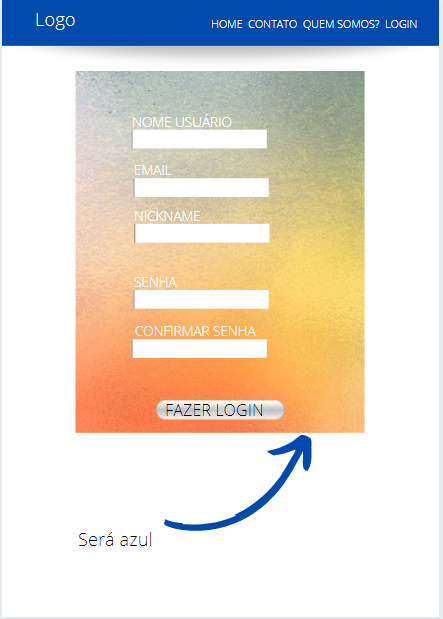 Logo
HOME CONTATO QUEM SOMOS? LOGIN
NOME USUÁRIO
EMAIL
NICKNAME
SENHA
CONFIRMAR SENHA
FAZER LOGIN
Será azul